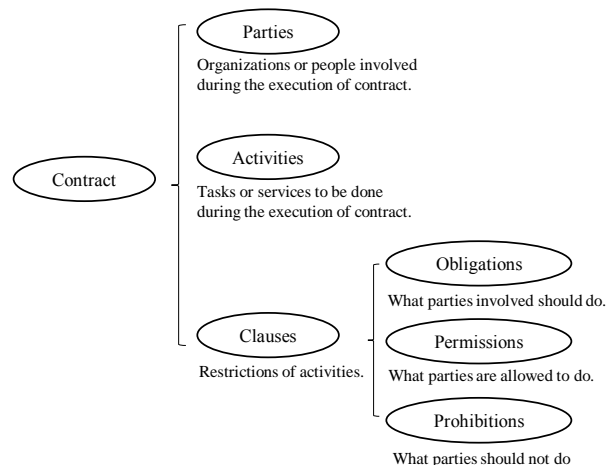 Parties
Organizations or people involved
during the execution of contract.
Contract
Activities
Tasks or services to be done
during the execution of contract.
Clauses
Restrictions of activities.
Obligations
What parties involved should do.
Permissions
What parties are allowed to do.
Prohibitions
What parties should not do